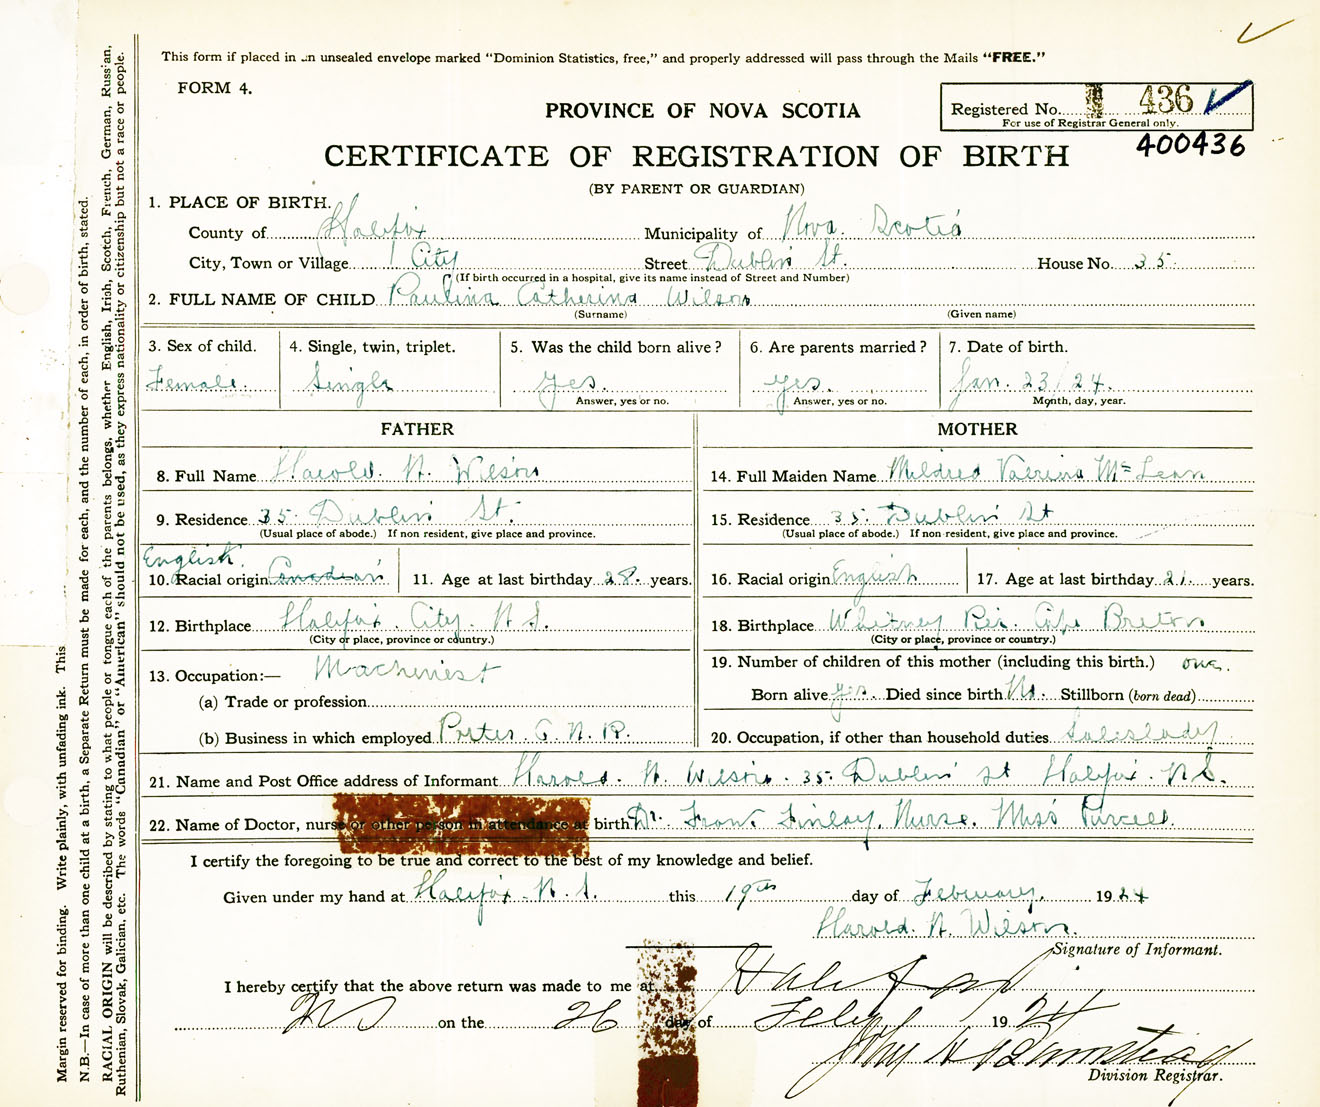 This form if placed in an unsealed envelope marked "Dominion Statistics, free," and properly addressed will pass through the Mails "FREE."
FORM 4.
Registered No. 436
For use of Registrar General only.
400436
PROVINCE OF NOVA SCOTIA
CERTIFICATE OF REGISTRATION OF BIRTH
(BY PARENT OR GUARDIAN)
1. PLACE OF BIRTH.
County of Halifax Municipality of Nova Scotia
City, Town or Village City Street Dublin St. House No. 35
(If birth occurred in a hospital, give its name instead of Street and Number)
2. FULL NAME OF CHILD Paulina Catherina Wilson
(Surname) (Given name)
3. Sex of child. 4. Single, twin, triplet. 5. Was the child born alive? 6. Are parents married? 7. Date of birth.
Female. Single yes. yes. Jan. 23/24.
Answer, yes or no. Answer, yes or no. Month, day, year.
FATHER MOTHER
8. Full Name Harold. N. Wilson 14. Full Maiden Name Mildred McLean
9. Residence 35 Dublin St. 15. Residence 35 Dublin St
(Usual place of abode.) If non resident, give place and province. (Usual place of abode.) If non resident, give place and province.
English.
10. Racial origin Canadian 11. Age at last birthday 28. years. 16. Racial origin English 17. Age at last birthday 21. years.
12. Birthplace Halifax. City. N. S. 18. Birthplace Whitney Pier. Cape Breton
(City or place, province or country.) (City or place, province or country.)
13. Occupation:— Machinest 19. Number of children of this mother (including this birth.) one.
(a) Trade or profession Born alive yes. Died since birth No. Stillborn (born dead)
(b) Business in which employed Porter. C. N. R. 20. Occupation, if other than household duties Saleslady
21. Name and Post Office address of Informant Harold. N. Wilson. 35. Dublin St Halifax. N. S.
22. Name of Doctor, nurse or other person in attendance at birth Dr. Finlay. Nurse. Miss Purcell.
I certify the foregoing to be true and correct to the best of my knowledge and belief.
Given under my hand at Halifax. N. S. this 19th day of February. 1924
Harold. N. Wilson.
Signature of Informant.
I hereby certify that the above return was made to me at Halifax
NS on the 26 day of Feby 1924
Division Registrar.
Margin reserved for binding. Write plainly, with unfading ink. This
N.B.—In case of more than one child at a birth, a Separate Return must be made for each, and the number of each, in order of birth, stated.
RACIAL ORIGIN will be described by stating to what people or tongue each of the parents belongs, whether English, Irish, Scotch, French, German, Russian,
Ruthenian, Slovak, Galician, etc. The words "Canadian" or "American" should not be used, as they express nationality or citizenship but not a race or people.